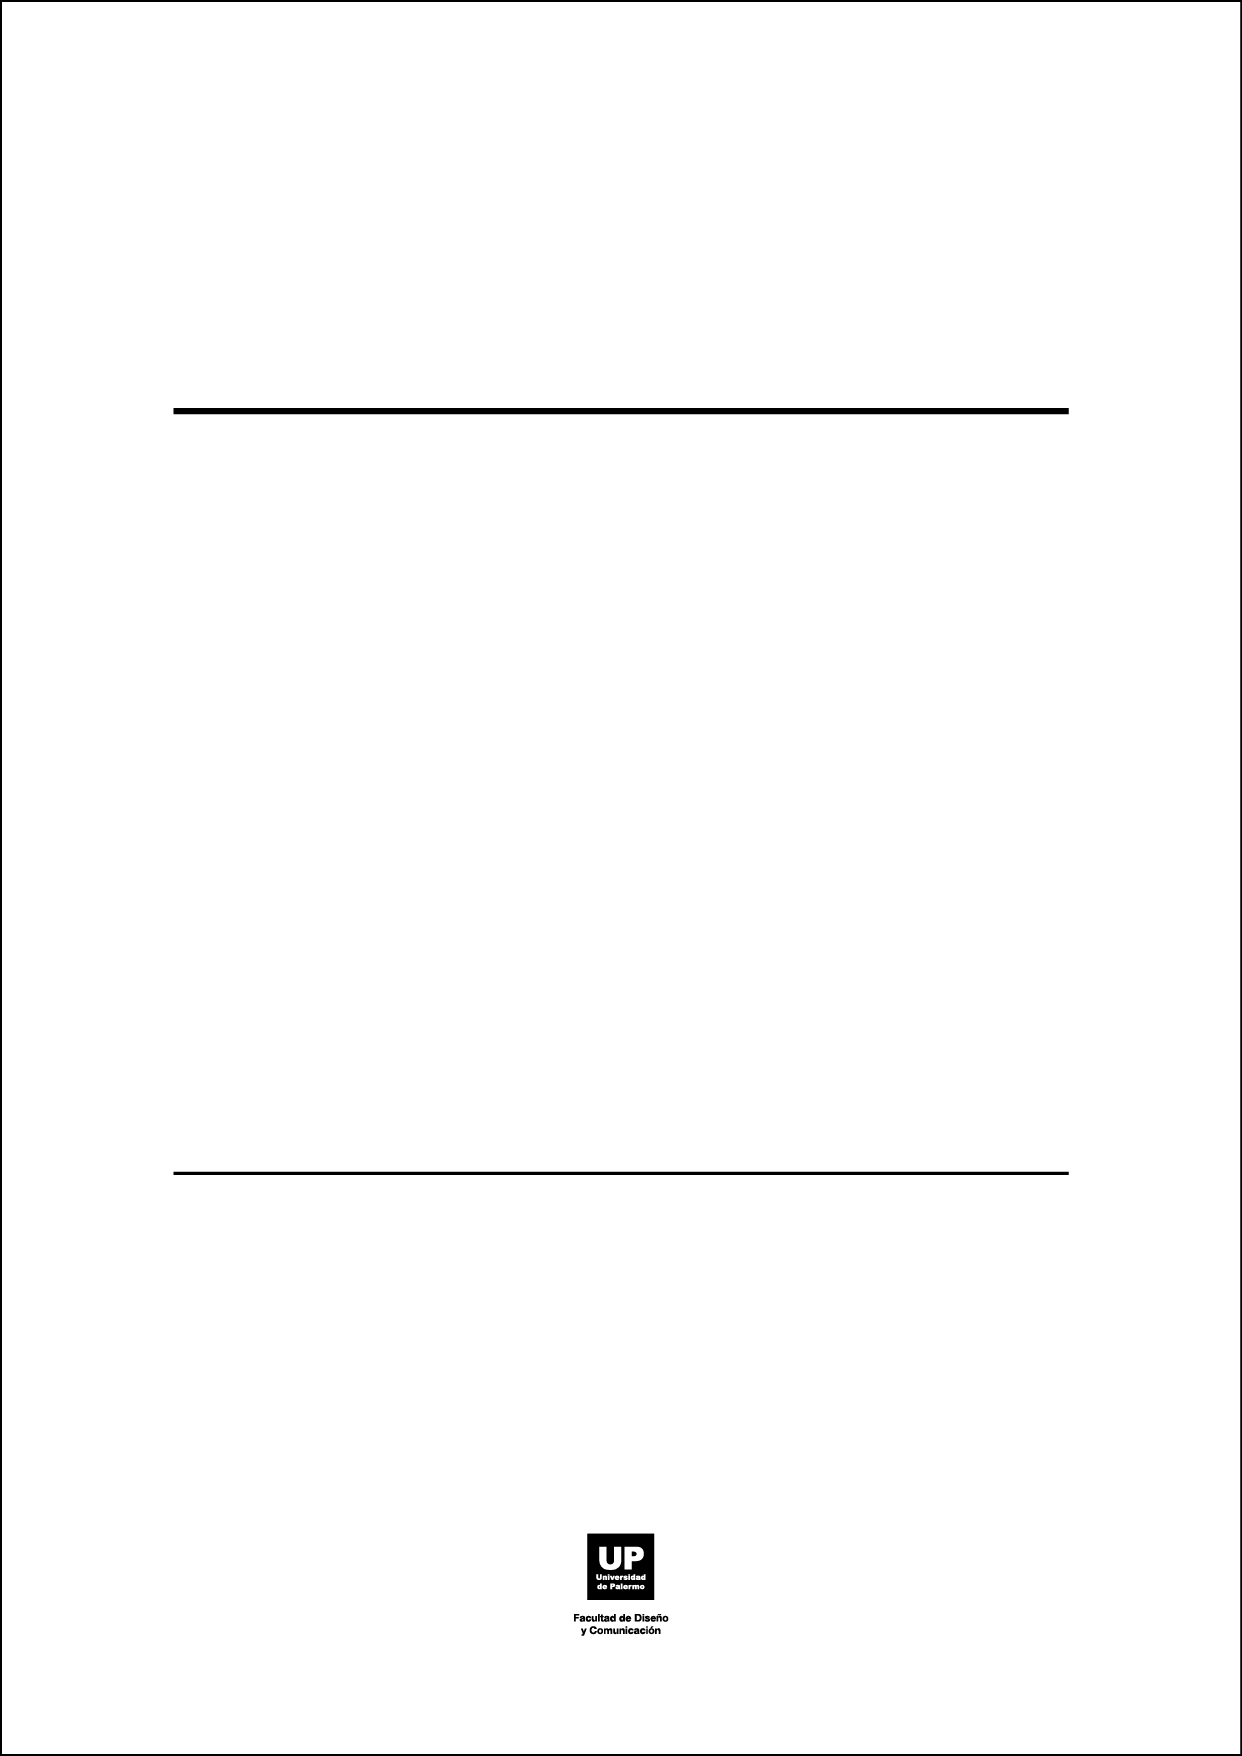 UP
Universidad
de Palermo
Facultad de Diseño
y Comunicación